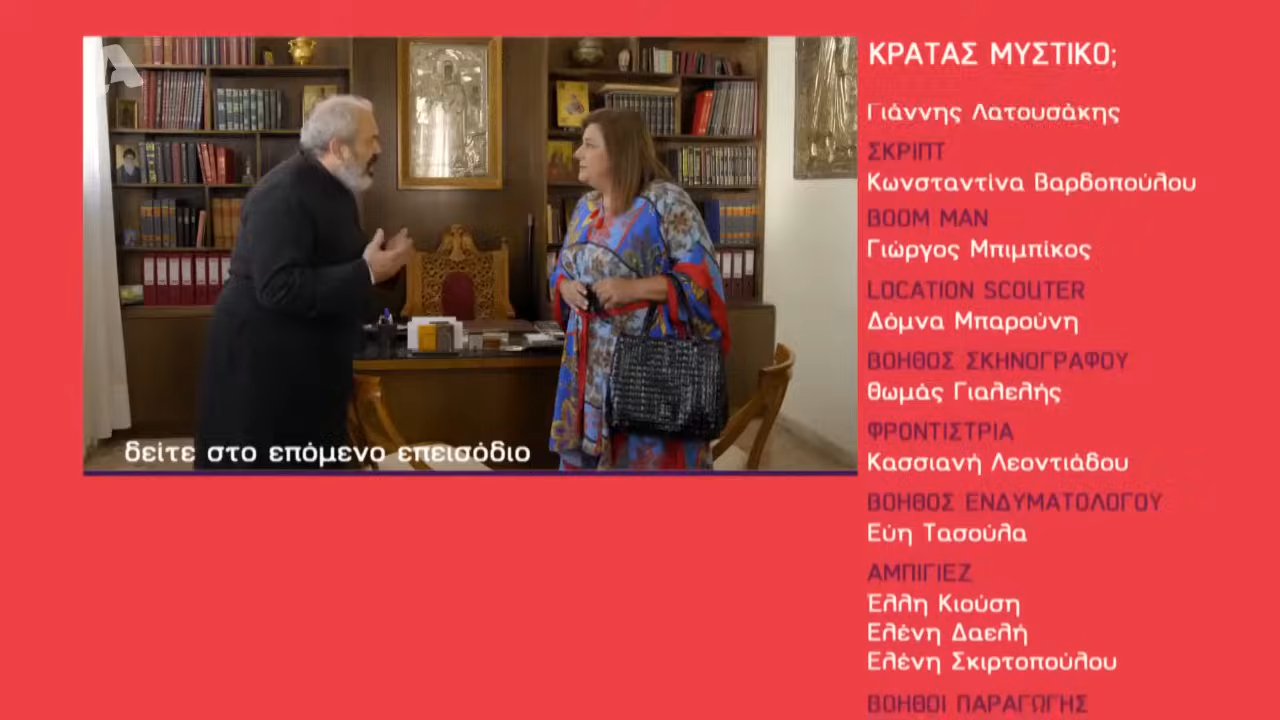 ΚΡΑΤΑΣ ΜΥΣΤΙΚΟ;
Γιάννης Λατουσάκης
ΣΚΡΙΠΤ
Κωνσταντίνα Βαρδοπούλου
BOOM MAN
Γιώργος Μπιμπίκος
LOCATION SCOUTER
Δόμνα Μπαρούνη
ΒΟΗΘΟΣ ΣΚΗΝΟΓΡΑΦΟΥ
Θωμάς Γιαλελής
ΦΡΟΝΤΙΣΤΡΙΑ
Κασσιανή Λεοντιάδου
ΒΟΗΘΟΣ ΕΝΔΥΜΑΤΟΛΟΓΟΥ
Εύη Τασούλα
ΑΜΠΙΓΙΕΖ
Έλλη Κιούση
Ελένη Δαελή
Ελένη Σκιρτοπούλου
ΒΟΗΘΟΙ ΠΑΡΑΓΩΓΗΣ
δείτε στο επόμενο επεισόδιο